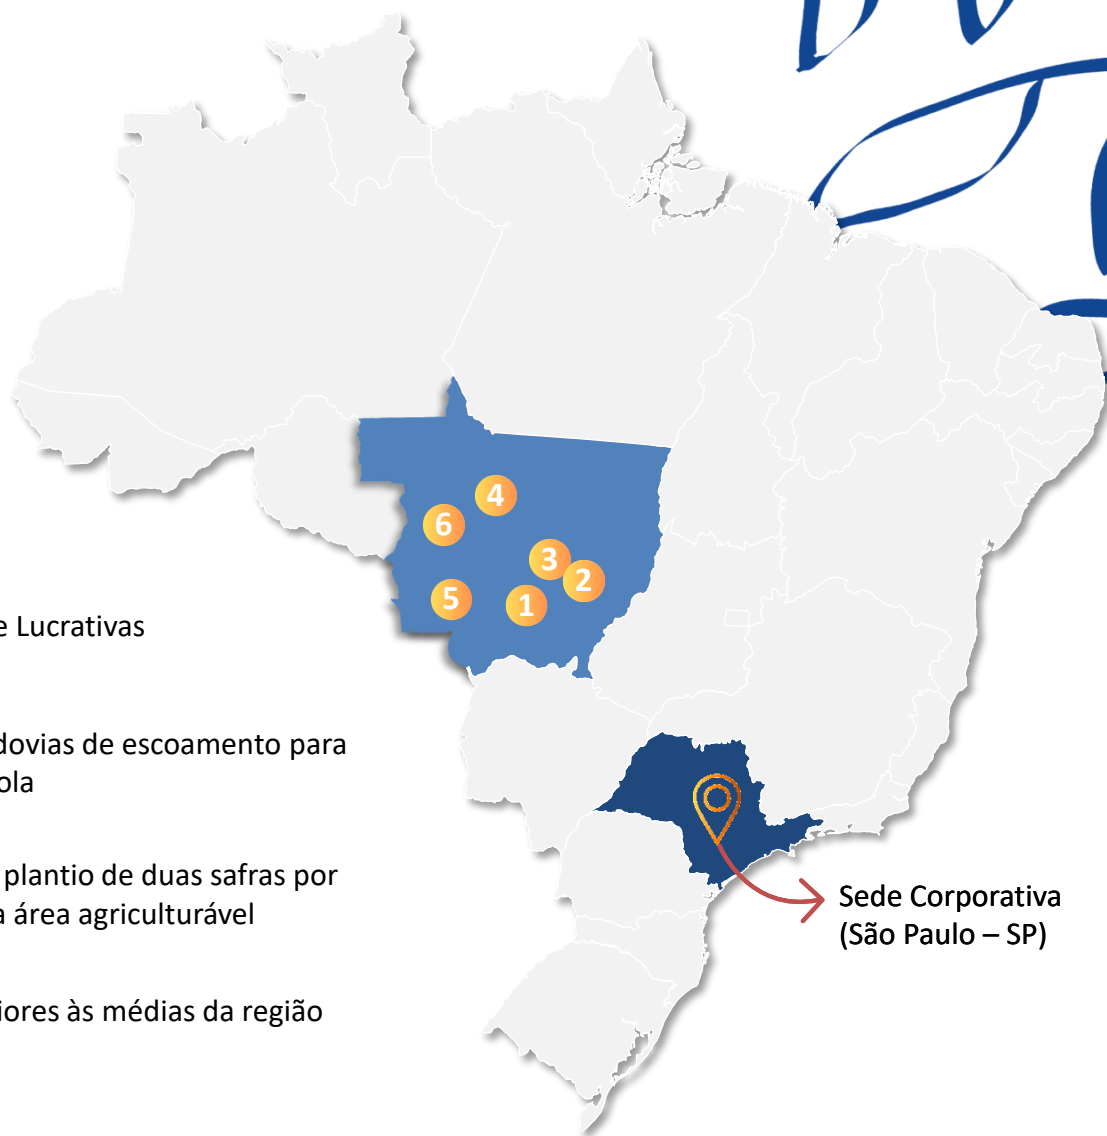 4
6
3
2
5
1
e Lucrativas
dovias de escoamento para
ola
plantio de duas safras por
a área agriculturável
iores às médias da região
Sede Corporativa
(São Paulo – SP)